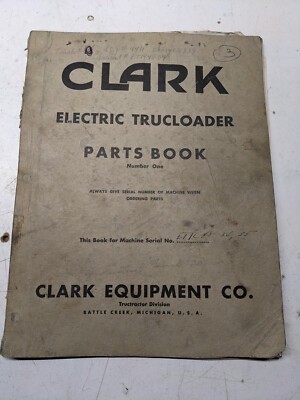 3
CLARK
ELECTRIC TRUCLOADER
PARTS BOOK
Number One
ALWAYS GIVE SERIAL NUMBER OF MACHINE WHEN
ORDERING PARTS
This Book for Machine Serial No.
CLARK EQUIPMENT CO.
Tructractor Division
BATTLE CREEK, MICHIGAN, U. S. A.